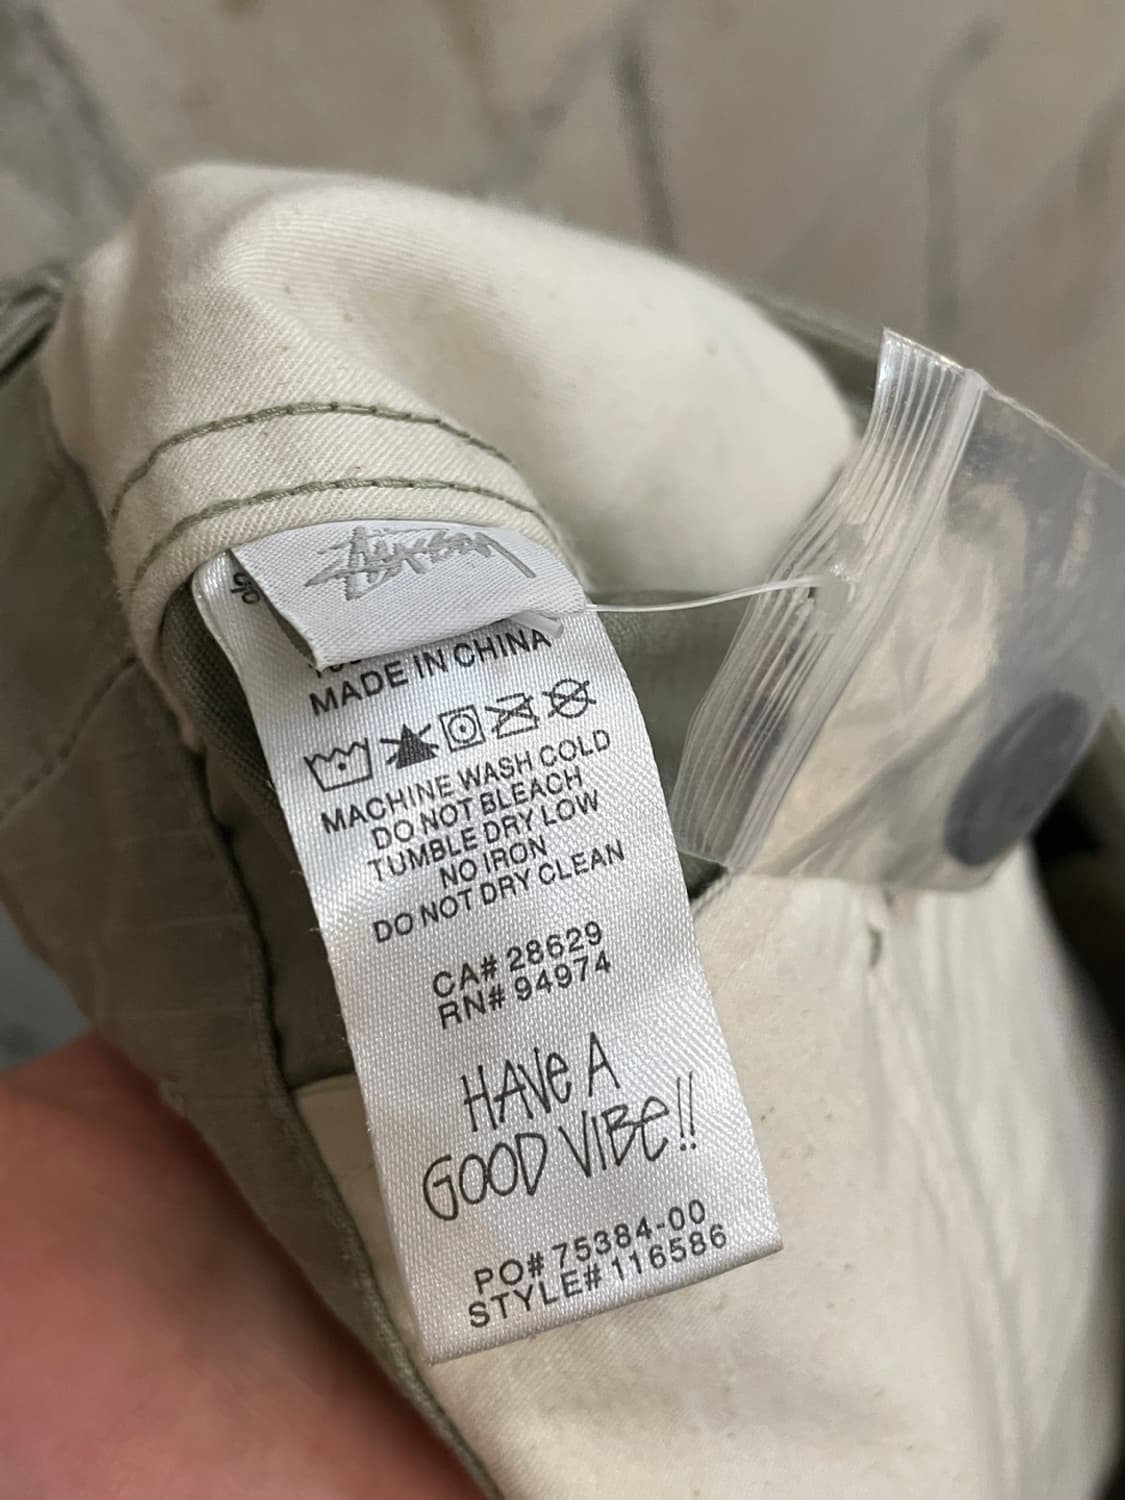 Stüssy
MADE IN CHINA
MACHINE WASH COLD
DO NOT BLEACH
TUMBLE DRY LOW
NO IRON
DO NOT DRY CLEAN
CA# 28629
RN# 94974
HAVe A
GOOD VIBe!!
PO# 75384-00
STYLE# 116586